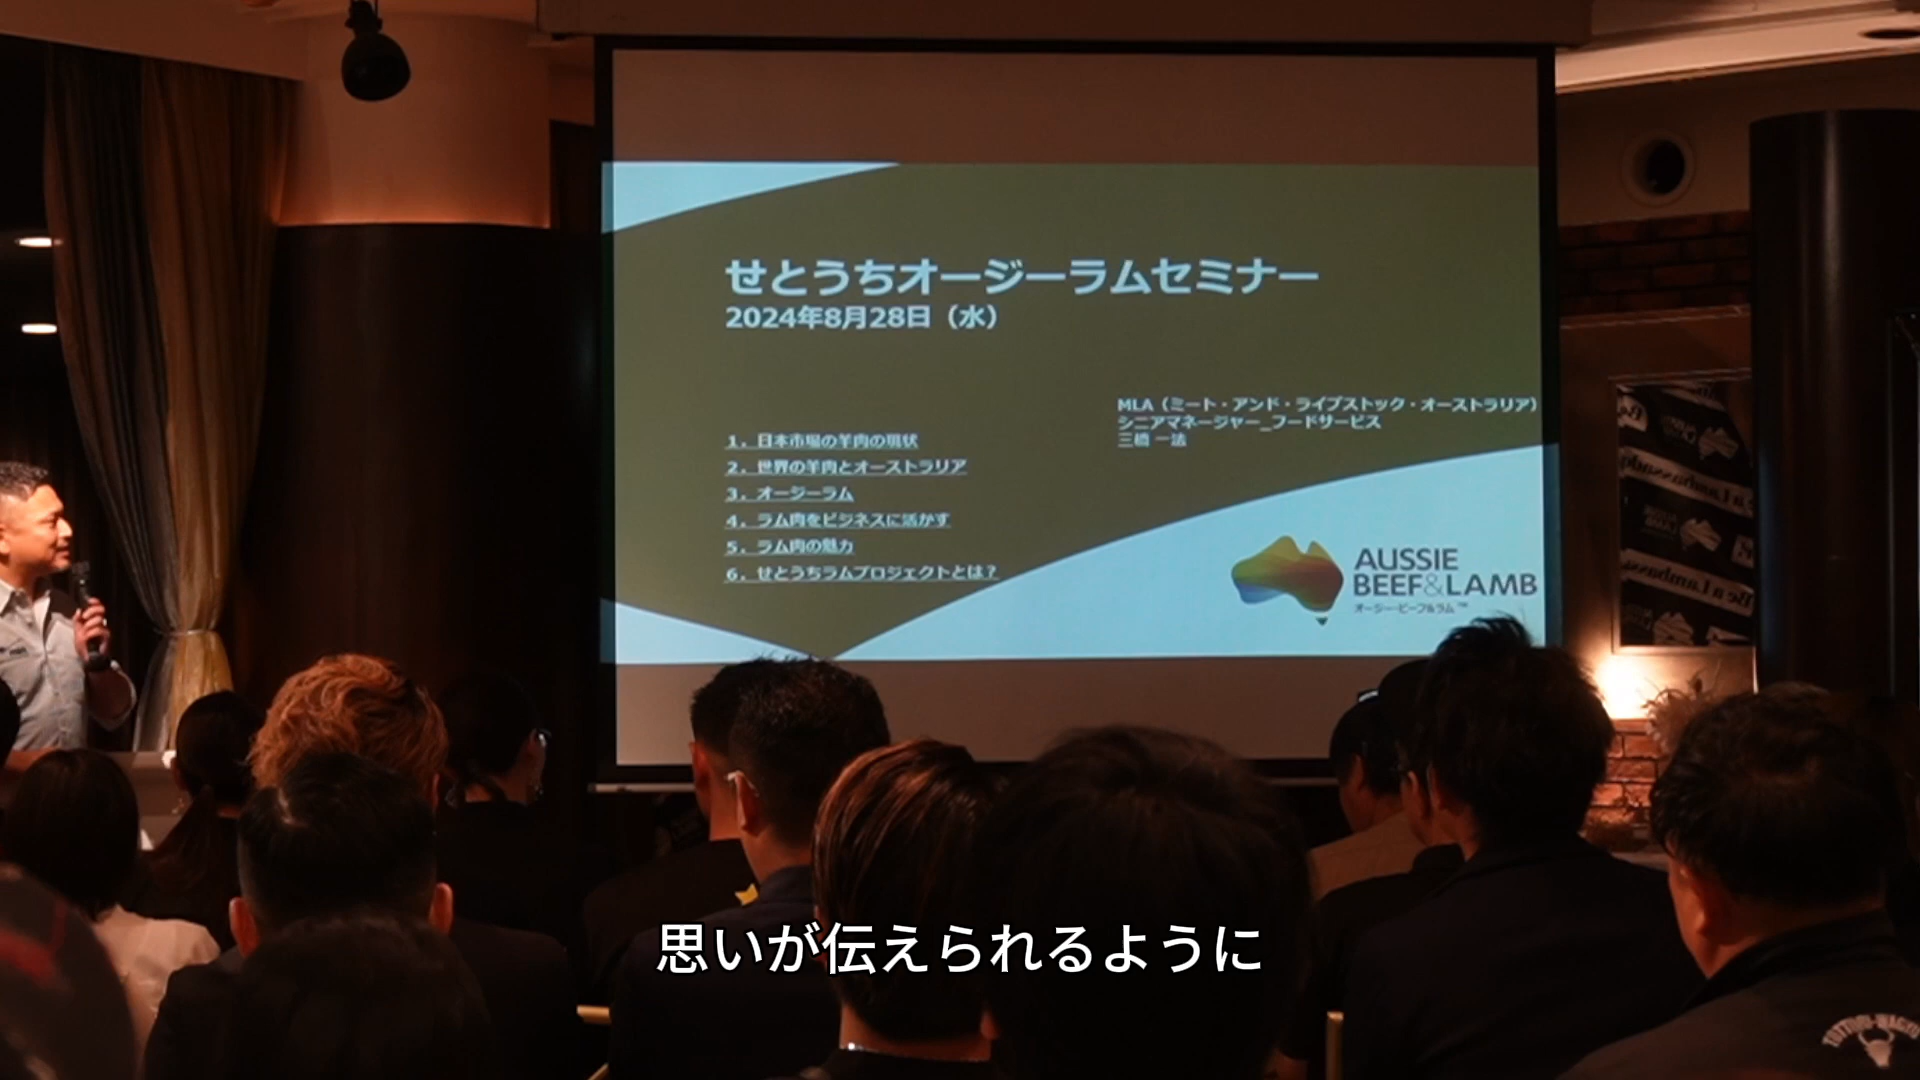 せとうちオージーラムセミナー
2024年8月28日（水）
MLA（ミート・アンド・ライブストック・オーストラリア）
シニアマネージャー_フードサービス
三橋 一法
1．日本市場の羊肉の現状
2．世界の羊肉とオーストラリア
3．オージーラム
4．ラム肉をビジネスに活かす
5．ラム肉の魅力
6．せとうちラムプロジェクトとは？
AUSSIE
BEEF&LAMB
オージー・ビーフ&ラム™
思いが伝えられるように
TOTTORI-WAGYU